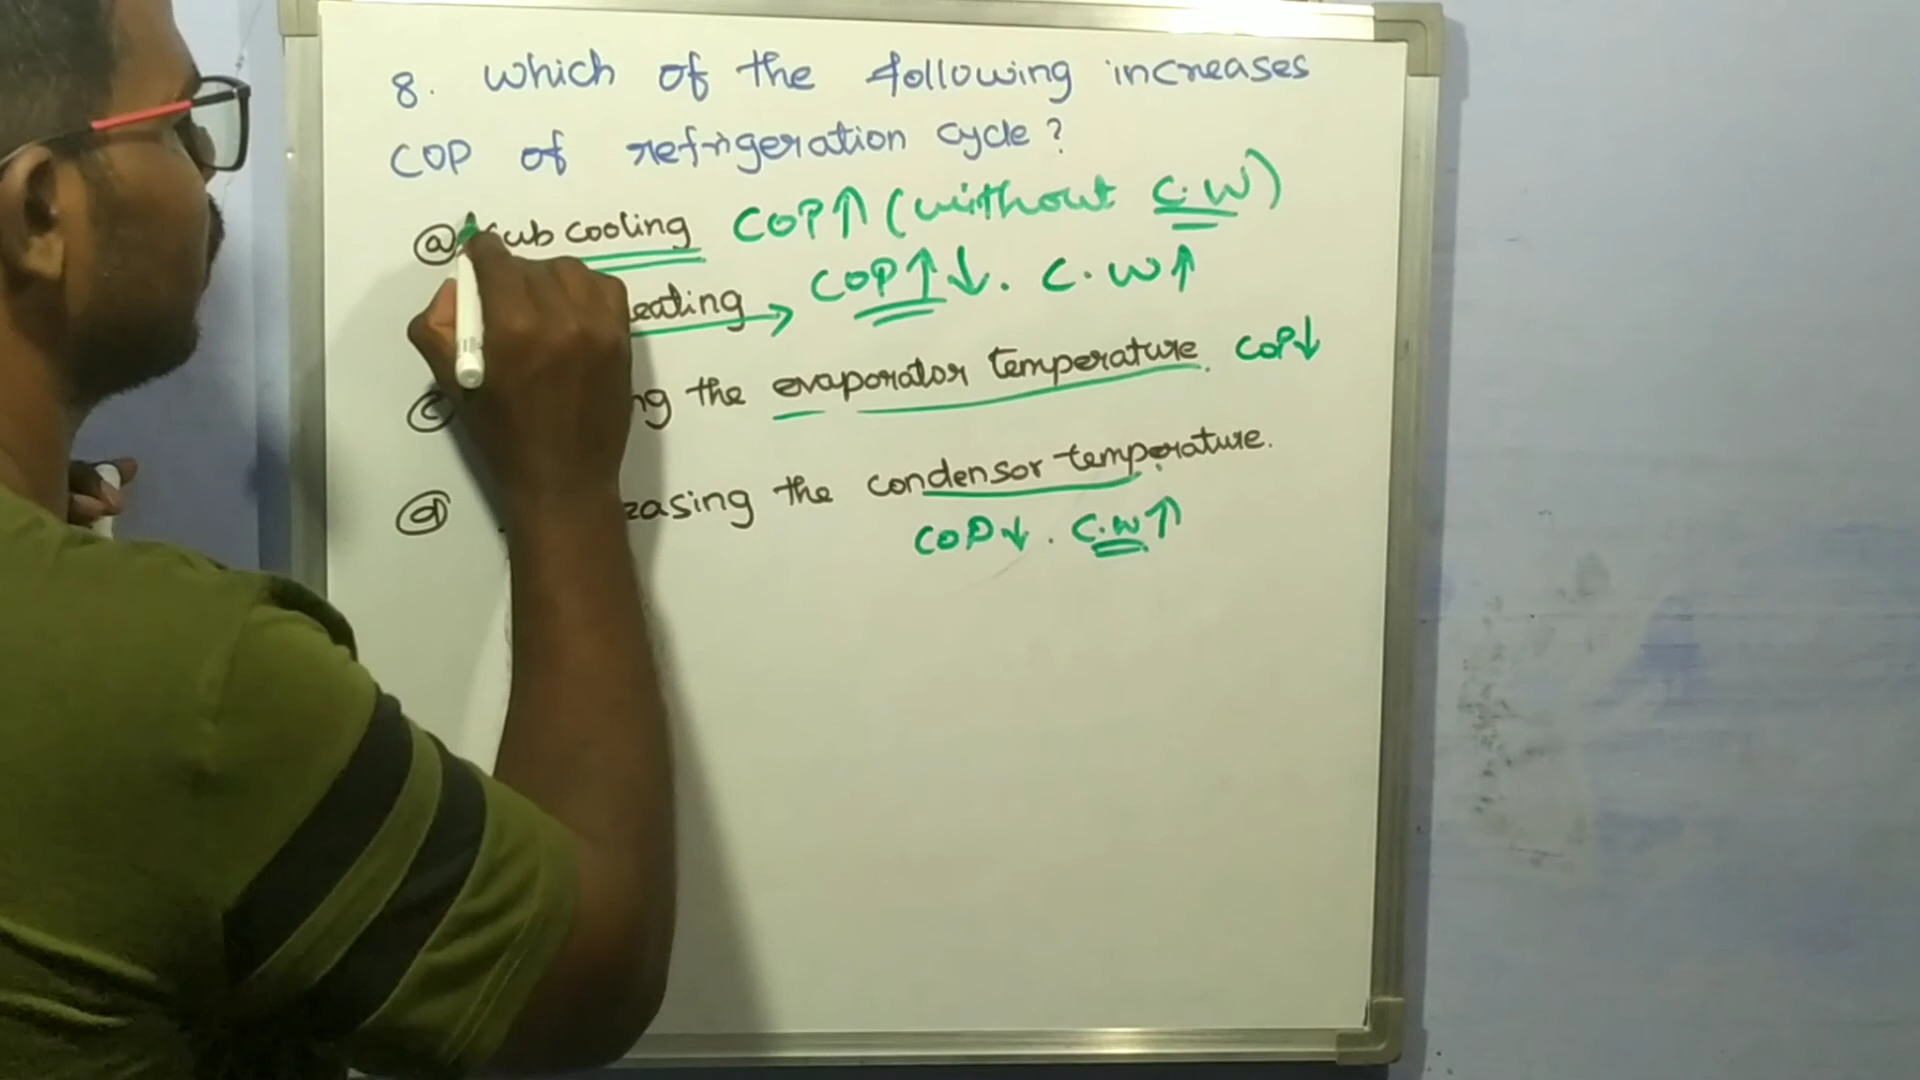 8. Which of the following increases
COP of refrigeration cycle?
ⓐ sub cooling COP↑ (without C.W)
eating → COP↑↓. C.W↑
ⓒ ng the evaporator temperature. COP↓
ⓓ easing the condensor temperature.
COP↓. C.W↑